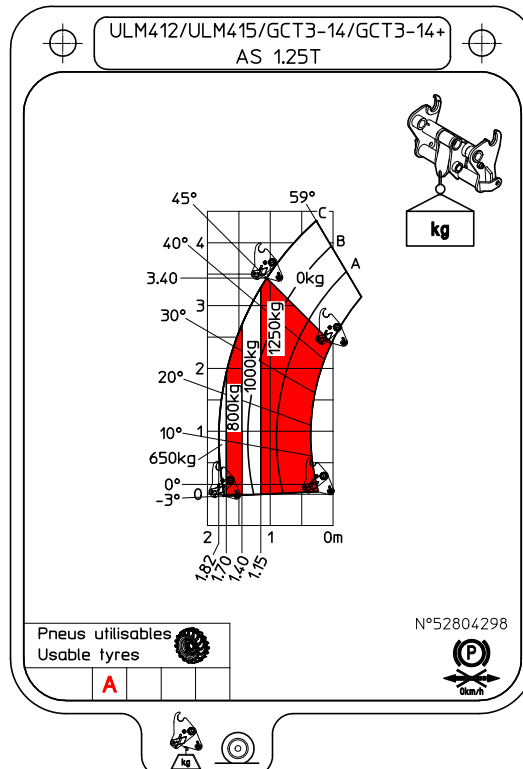 ULM412/ULM415/GCT3-14/GCT3-14+
AS 1.25T
kg
45°
59°
C
B
A
4
40°
3.40
0kg
3
30°
1250kg
1000kg
800kg
2
20°
1
10°
650kg
0°
0
-3°
2
1
0m
1.82
1.70
1.40
1.15
Pneus utilisables
Usable tyres
A
N°52804298
P
0km/h
kg